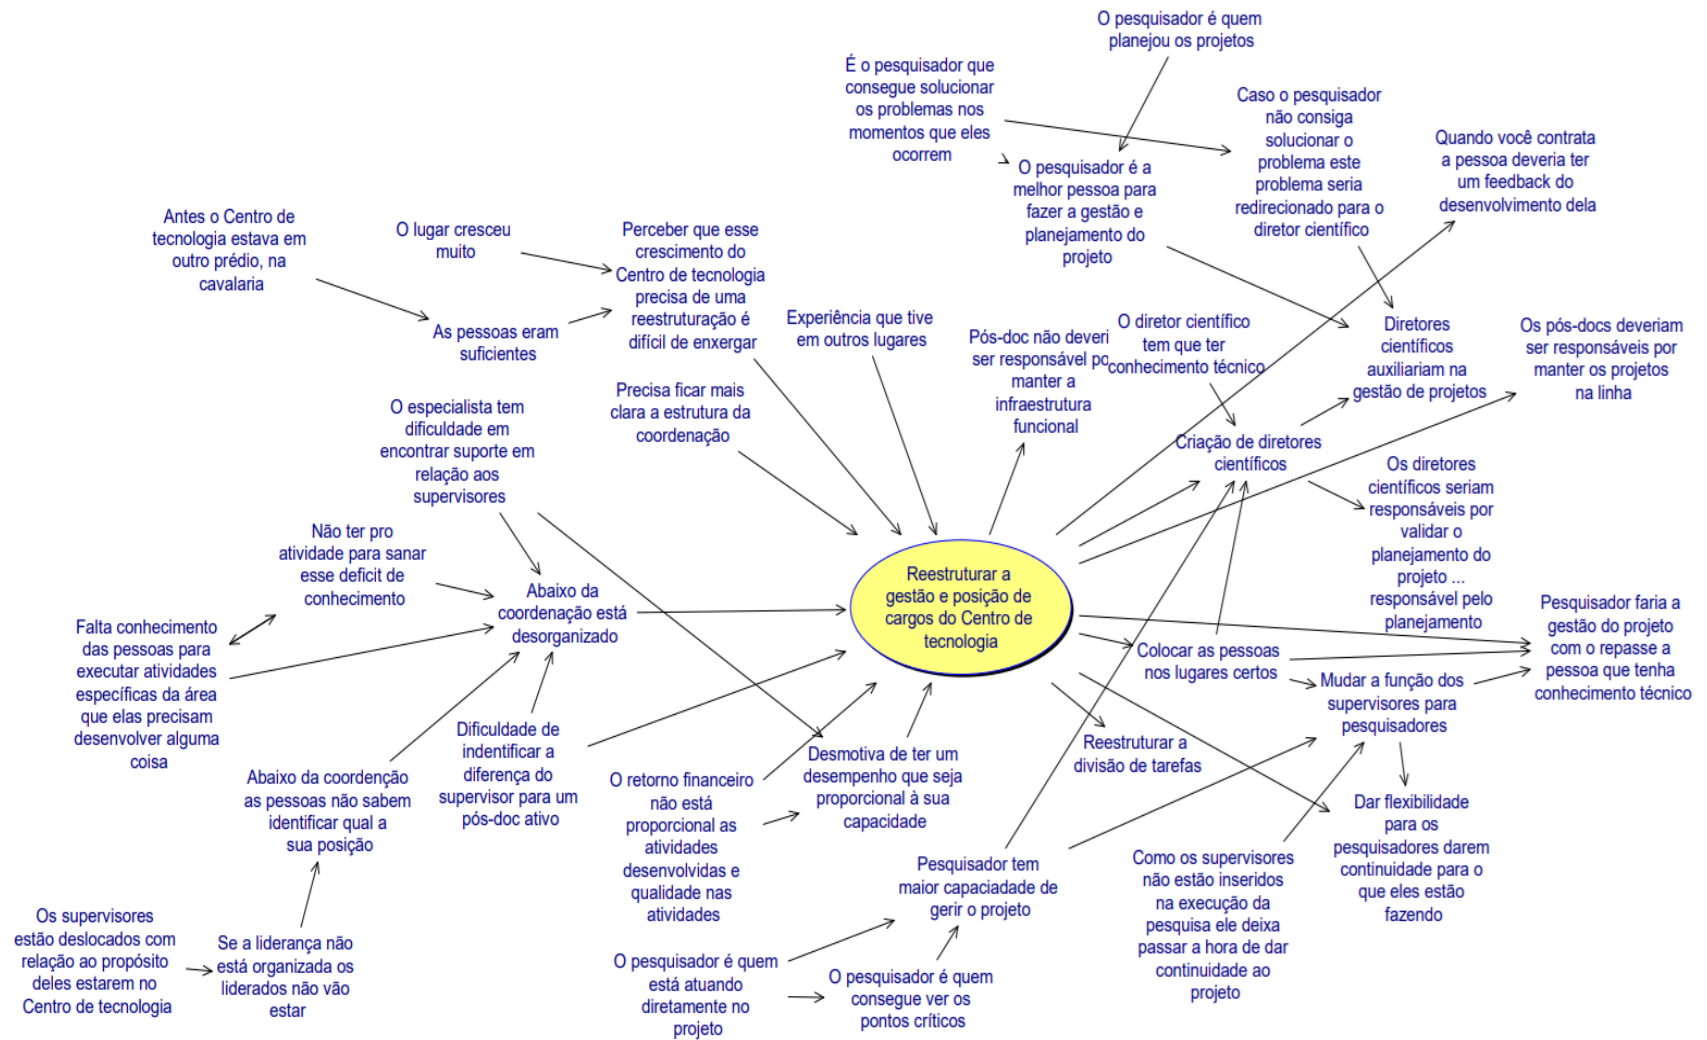 O pesquisador é quem
planejou os projetos
É o pesquisador que
consegue solucionar
os problemas nos
momentos que eles
ocorrem
Caso o pesquisador
não consiga
solucionar o
problema este
problema seria
redirecionado para o
diretor científico
Quando você contrata
a pessoa deveria ter
um feedback do
desenvolvimento dela
O pesquisador é a
melhor pessoa para
fazer a gestão e
planejamento do
projeto
Antes o Centro de
tecnologia estava em
outro prédio, na
cavalaria
O lugar cresceu
muito
Perceber que esse
crescimento do
Centro de tecnologia
precisa de uma
reestruturação é
difícil de enxergar
As pessoas eram
suficientes
Experiência que tive
em outros lugares
Pós-doc não deveri
ser responsável po
manter a
infraestrutura
funcional
O diretor científico
tem que ter
conhecimento técnico
Diretores
científicos
auxiliariam na
gestão de projetos
Os pós-docs deveriam
ser responsáveis por
manter os projetos
na linha
Precisa ficar mais
clara a estrutura da
coordenação
O especialista tem
dificuldade em
encontrar suporte em
relação aos
supervisores
Criação de diretores
científicos
Os diretores
científicos seriam
responsáveis por
validar o
planejamento do
projeto ...
responsável pelo
planejamento
Não ter pro
atividade para sanar
esse deficit de
conhecimento
Abaixo da
coordenação está
desorganizado
Reestruturar a
gestão e posição de
cargos do Centro de
tecnologia
Falta conhecimento
das pessoas para
executar atividades
específicas da área
que elas precisam
desenvolver alguma
coisa
Colocar as pessoas
nos lugares certos
Pesquisador faria a
gestão do projeto
com o repasse a
pessoa que tenha
conhecimento técnico
Mudar a função dos
supervisores para
pesquisadores
Dificuldade de
indentificar a
diferença do
supervisor para um
pós-doc ativo
Reestruturar a
divisão de tarefas
Desmotiva de ter um
desempenho que seja
proporcional à sua
capacidade
Abaixo da coordenção
as pessoas não sabem
identificar qual a
sua posição
O retorno financeiro
não está
proporcional as
atividades
desenvolvidas e
qualidade nas
atividades
Dar flexibilidade
para os
pesquisadores darem
continuidade para o
que eles estão
fazendo
Pesquisador tem
maior capaciadade de
gerir o projeto
Como os supervisores
não estão inseridos
na execução da
pesquisa ele deixa
passar a hora de dar
continuidade ao
projeto
Os supervisores
estão deslocados com
relação ao propósito
deles estarem no
Centro de tecnologia
Se a liderança não
está organizada os
liderados não vão
estar
O pesquisador é quem
está atuando
diretamente no
projeto
O pesquisador é quem
consegue ver os
pontos críticos